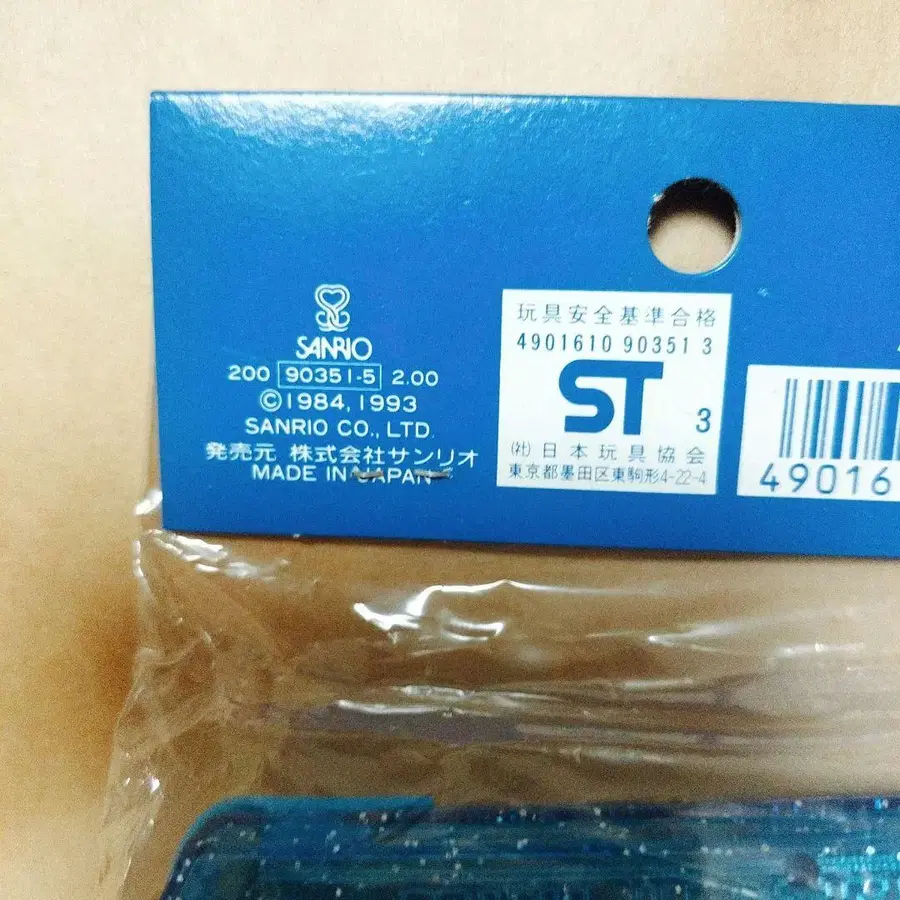 SANRIO
200 90351-5 2.00
©1984, 1993
SANRIO CO., LTD.
発売元 株式会社サンリオ
MADE IN JAPAN
玩具安全基準合格
4901610 90351 3
ST 3
(社)日本玩具協会
東京都墨田区東駒形4-22-4
49016